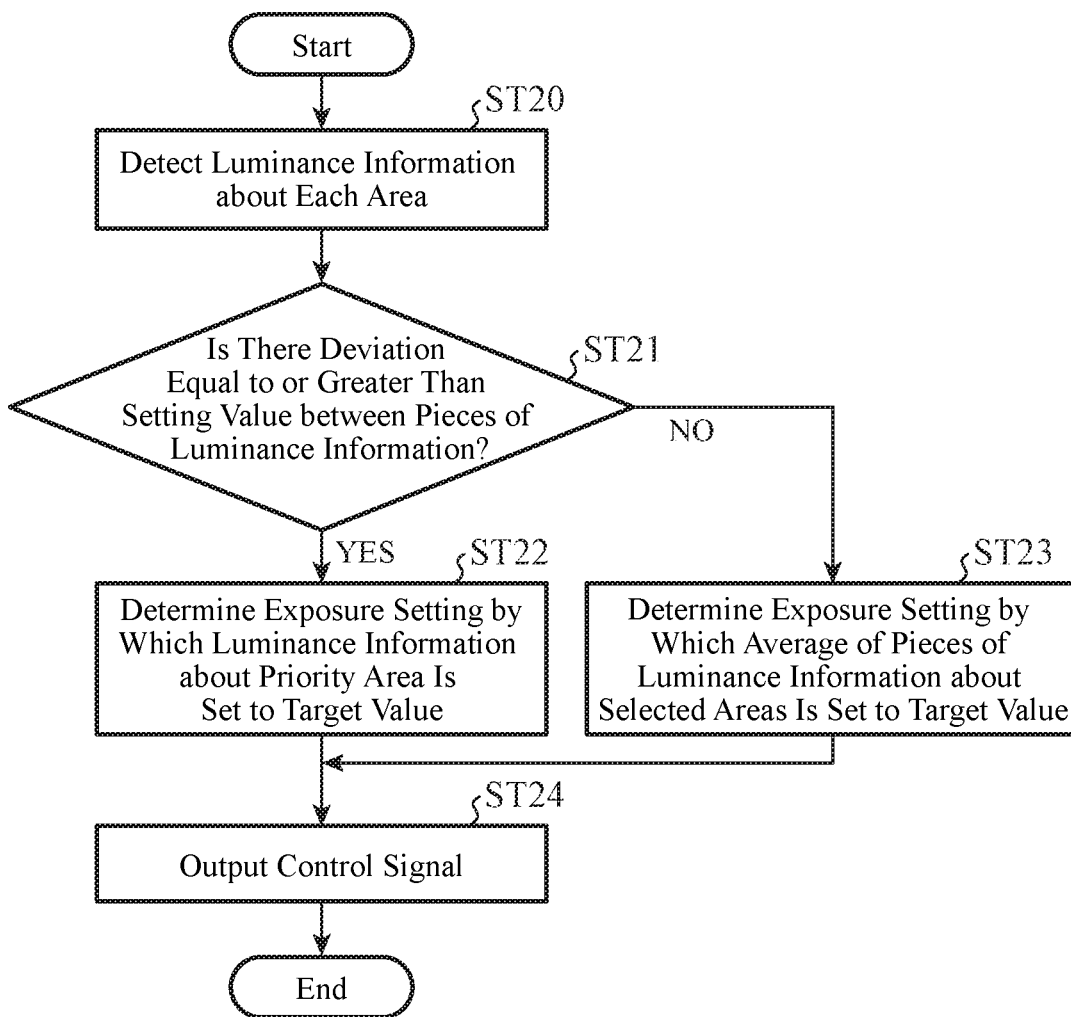 Start
ST20
Detect Luminance Information
about Each Area
ST21
Is There Deviation
Equal to or Greater Than
Setting Value between Pieces of
Luminance Information?
NO
YES
ST22
Determine Exposure Setting by
Which Luminance Information
about Priority Area Is
Set to Target Value
ST23
Determine Exposure Setting by
Which Average of Pieces of
Luminance Information about
Selected Areas Is Set to Target Value
ST24
Output Control Signal
End